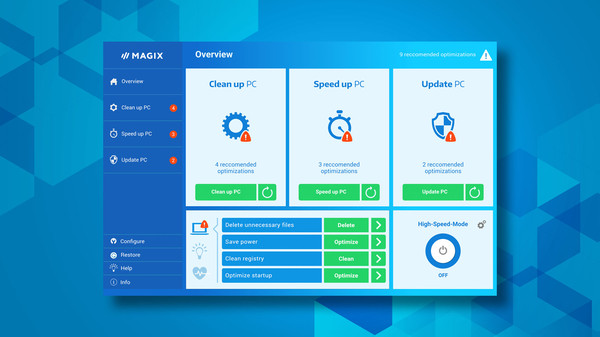 MAGIX
Overview
9 reccomended optimizations
Overview
Clean up PC
4
Speed up PC
3
Update PC
2
Configure
Restore
Help
Info
Clean up PC
4 reccomended
optimizations
Clean up PC
Speed up PC
3 reccomended
optimizations
Speed up PC
Update PC
2 reccomended
optimizations
Update PC
Delete unnecessary files
Delete
Save power
Optimize
Clean registry
Clean
Optimize startup
Optimize
High-Speed-Mode
OFF